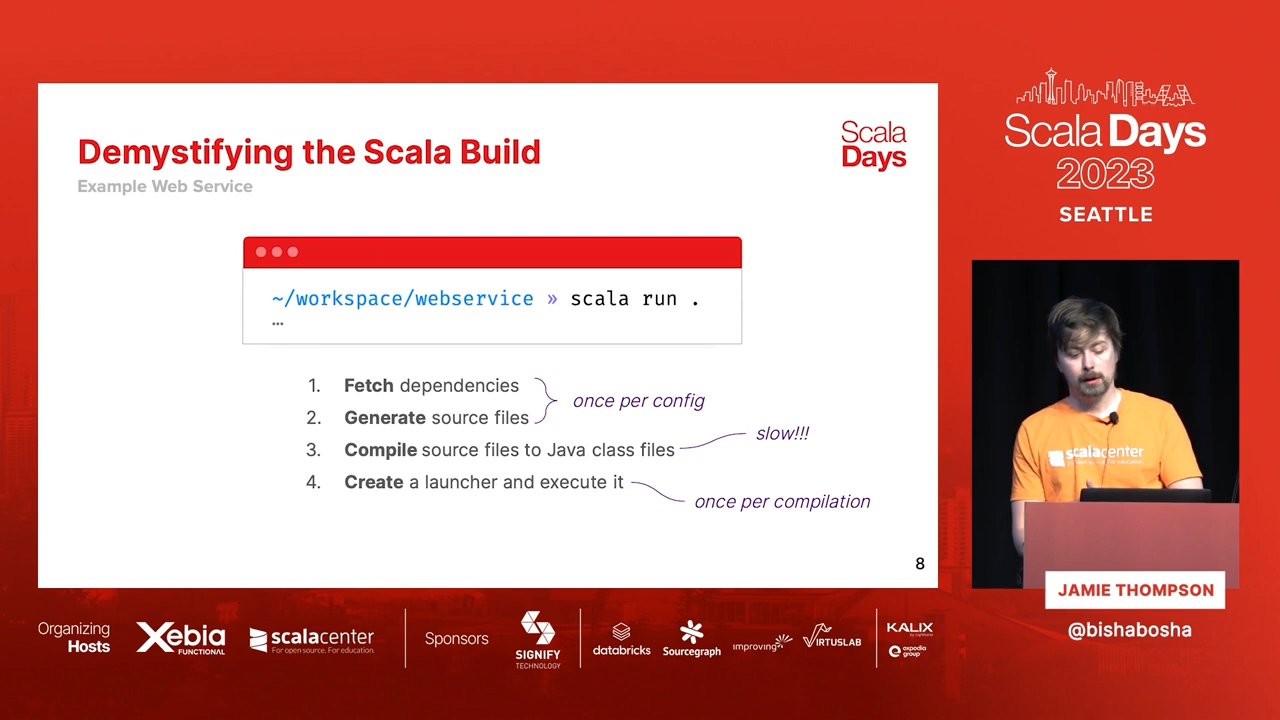 Demystifying the Scala Build
Example Web Service
Scala
Days
~/workspace/webservice » scala run .
…
1. Fetch dependencies
2. Generate source files
once per config
3. Compile source files to Java class files
slow!!!
4. Create a launcher and execute it
once per compilation
8
Scala Days
2023
SEATTLE
scalacenter
JAMIE THOMPSON
@bishabosha
Organizing
Hosts
Xebia
FUNCTIONAL
scalacenter
For open source. For education.
Sponsors
SIGNIFY
TECHNOLOGY
databricks
Sourcegraph
improving
VIRTUSLAB
KALIX
by Lightbend
expedia
group